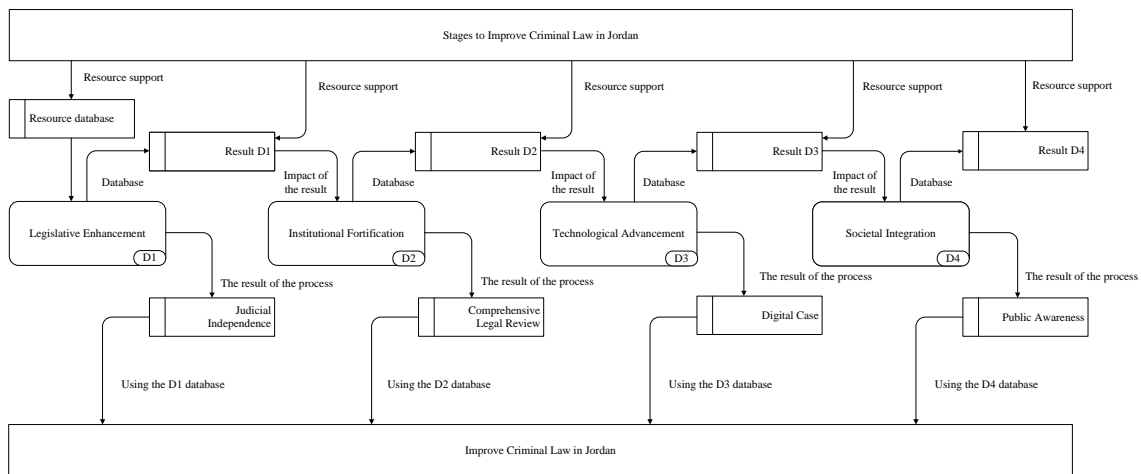 Stages to Improve Criminal Law in Jordan
Resource support
Resource support
Resource support
Resource support
Resource support
Resource database
Result D1
Result D2
Result D3
Result D4
Database
Impact of
the result
Database
Impact of
the result
Database
Impact of
the result
Database
Legislative Enhancement
D1
Institutional Fortification
D2
Technological Advancement
D3
Societal Integration
D4
The result of the process
The result of the process
The result of the process
The result of the process
Judicial
Independence
Comprehensive
Legal Review
Digital Case
Public Awareness
Using the D1 database
Using the D2 database
Using the D3 database
Using the D4 database
Improve Criminal Law in Jordan